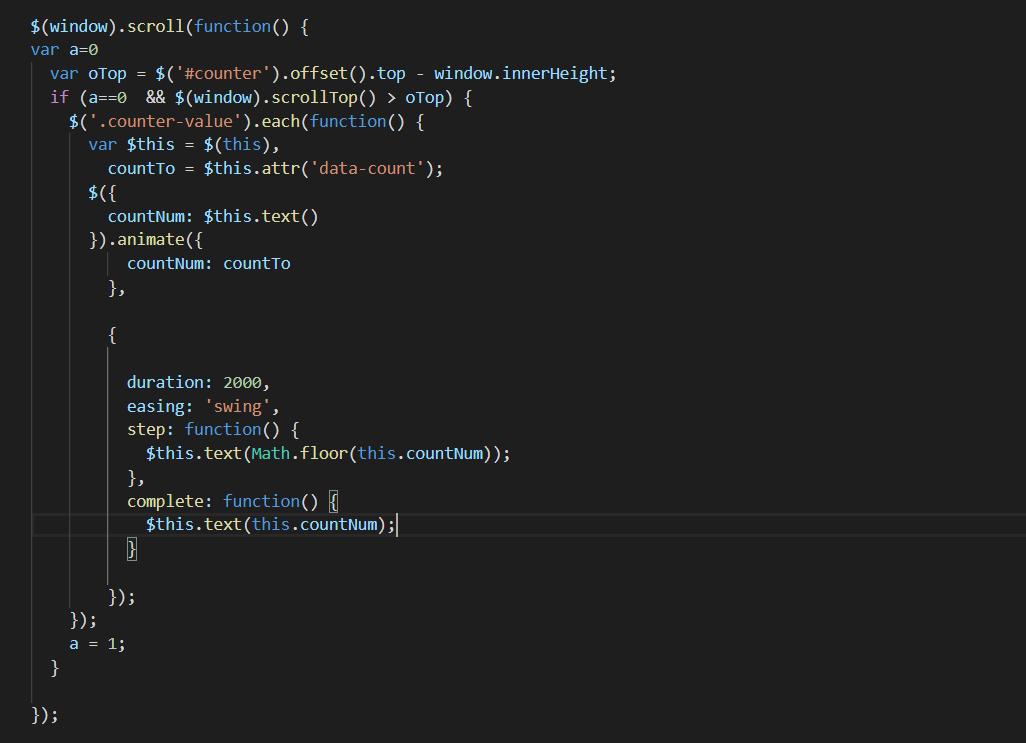 $(window).scroll(function() {
var a=0
  var oTop = $('#counter').offset().top - window.innerHeight;
  if (a==0  && $(window).scrollTop() > oTop) {
    $('.counter-value').each(function() {
      var $this = $(this),
        countTo = $this.attr('data-count');
      $({
        countNum: $this.text()
      }).animate({
          countNum: countTo
        },
        {
          duration: 2000,
          easing: 'swing',
          step: function() {
            $this.text(Math.floor(this.countNum));
          },
          complete: function() {
            $this.text(this.countNum);
          }
        });
    });
    a = 1;
  }
});